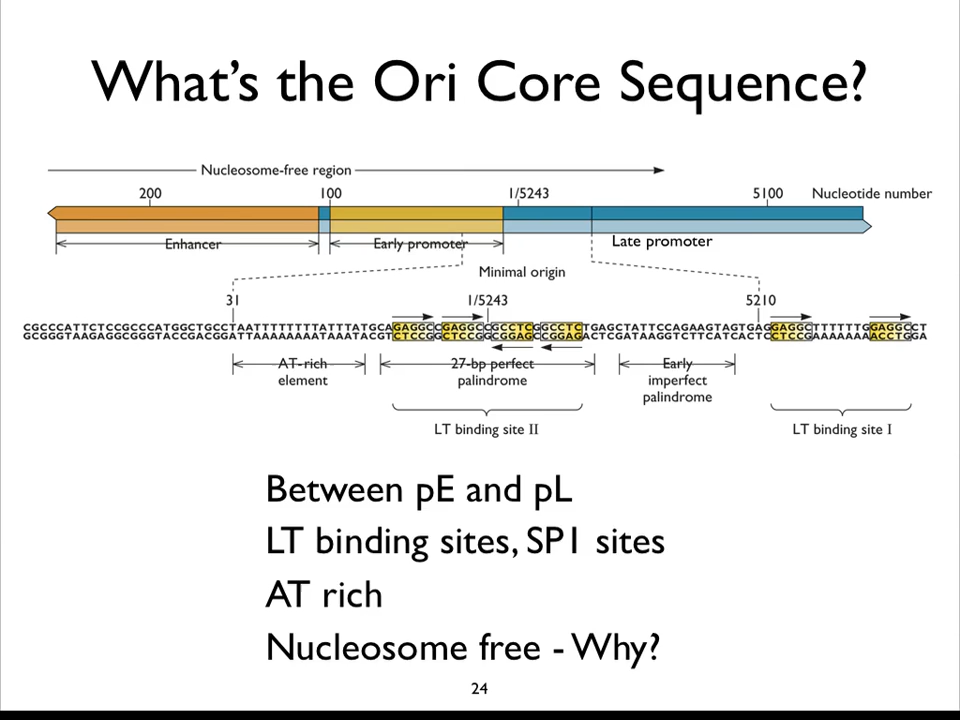 What's the Ori Core Sequence?
Nucleosome-free region
200 100 1/5243 5100 Nucleotide number
Enhancer Early promoter Late promoter
Minimal origin
31 1/5243 5210
CGCCCATTCTCCGCCCATGGCTGCCTAATTTTTTTTATTTATGCAGAGGCCGAGGCCGCCTCGGCCTCTGAGCTATTCCAGAAGTAGTGAGGAGGCTTTTTTGGAGGCCT
GCGGGTAAGAGGCGGGTACCGACGGATTAAAAAAAATAAATACGTCTCCGGCTCCGGCGGAGCCGGAGACTCGATAAGGTCTTCATCACTCCTCCGAAAAAAACCTGGA
AT-rich
element
27-bp perfect
palindrome
Early
imperfect
palindrome
LT binding site II LT binding site I
Between pE and pL
LT binding sites, SP1 sites
AT rich
Nucleosome free - Why?
24